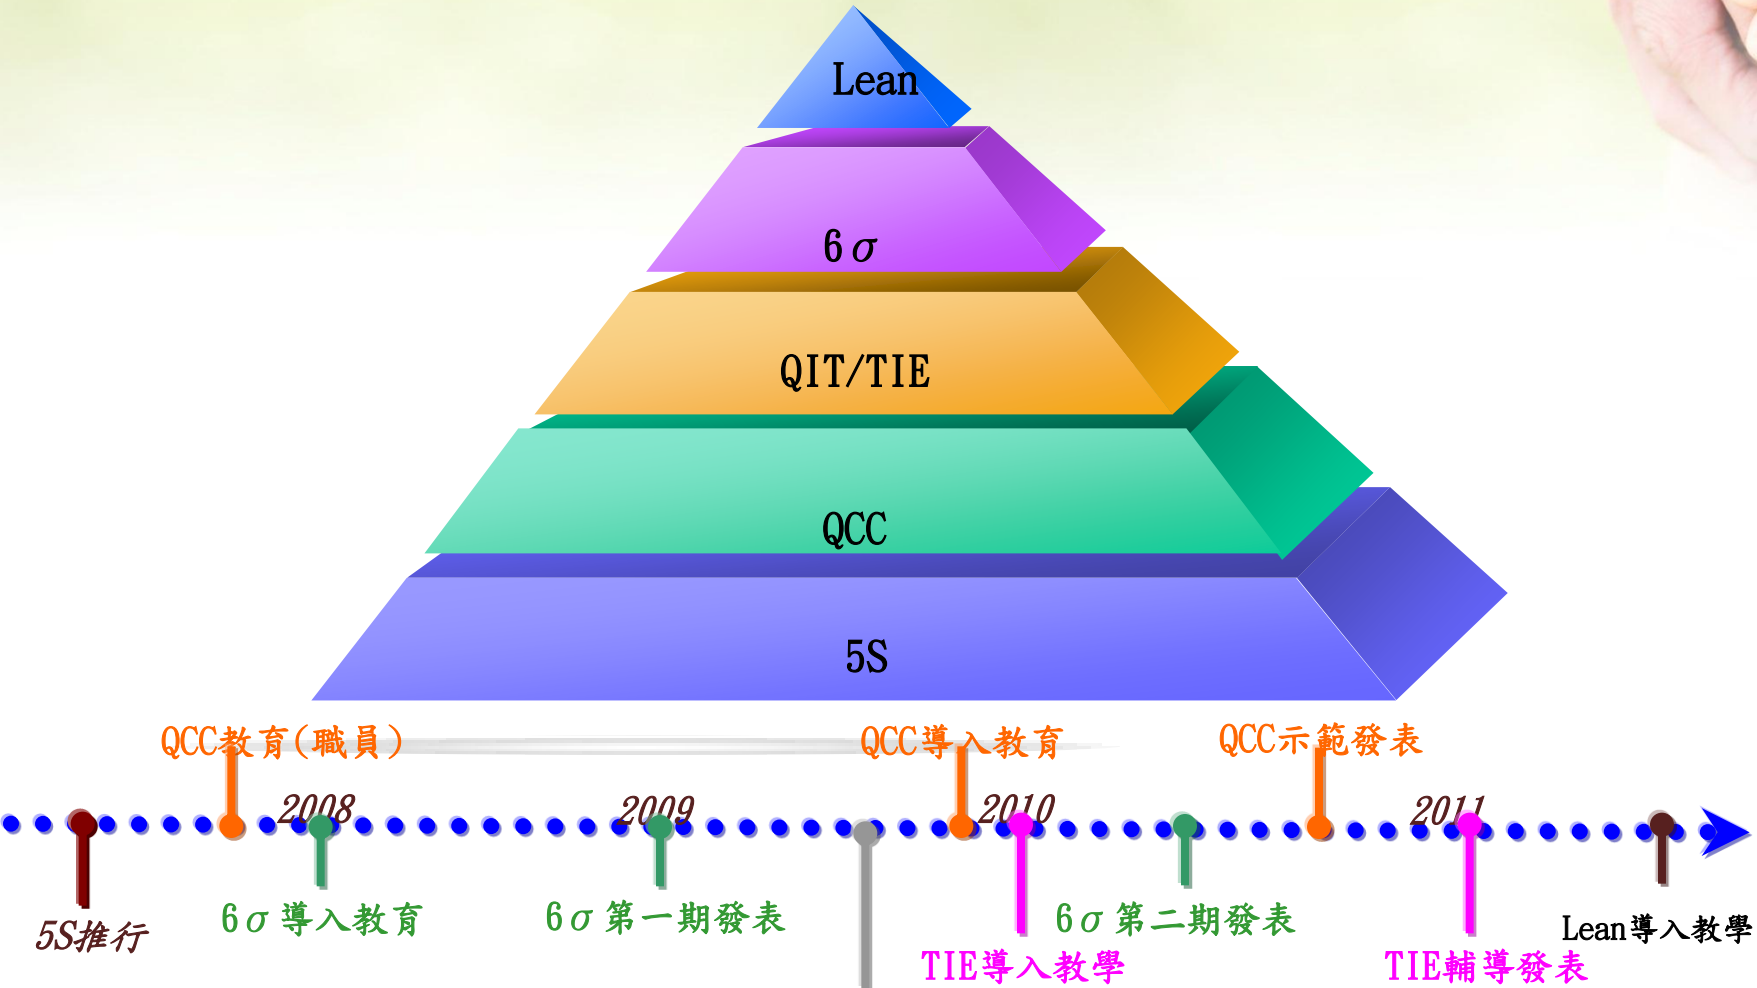 Lean
6σ
QIT/TIE
QCC
5S
QCC教育(職員)
QCC導入教育
QCC示範發表
2008
2009
2010
2011
5S推行
6σ導入教育
6σ第一期發表
TIE導入教學
6σ第二期發表
TIE輔導發表
Lean導入教學